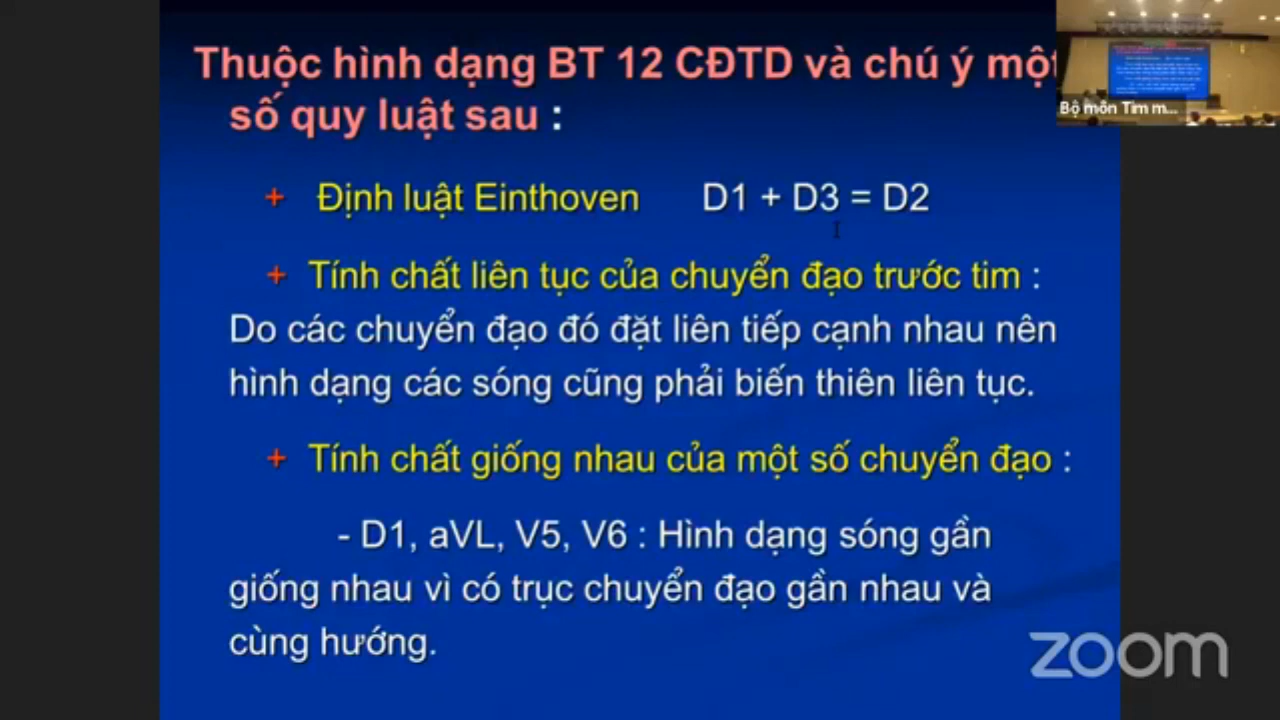 Thuộc hình dạng BT 12 CĐTD và chú ý một
số quy luật sau :
+ Định luật Einthoven D1 + D3 = D2
+ Tính chất liên tục của chuyển đạo trước tim :
Do các chuyển đạo đó đặt liên tiếp cạnh nhau nên
hình dạng các sóng cũng phải biến thiên liên tục.
+ Tính chất giống nhau của một số chuyển đạo :
- D1, aVL, V5, V6 : Hình dạng sóng gần
giống nhau vì có trục chuyển đạo gần nhau và
cùng hướng.
Bộ môn Tim m...
zoom